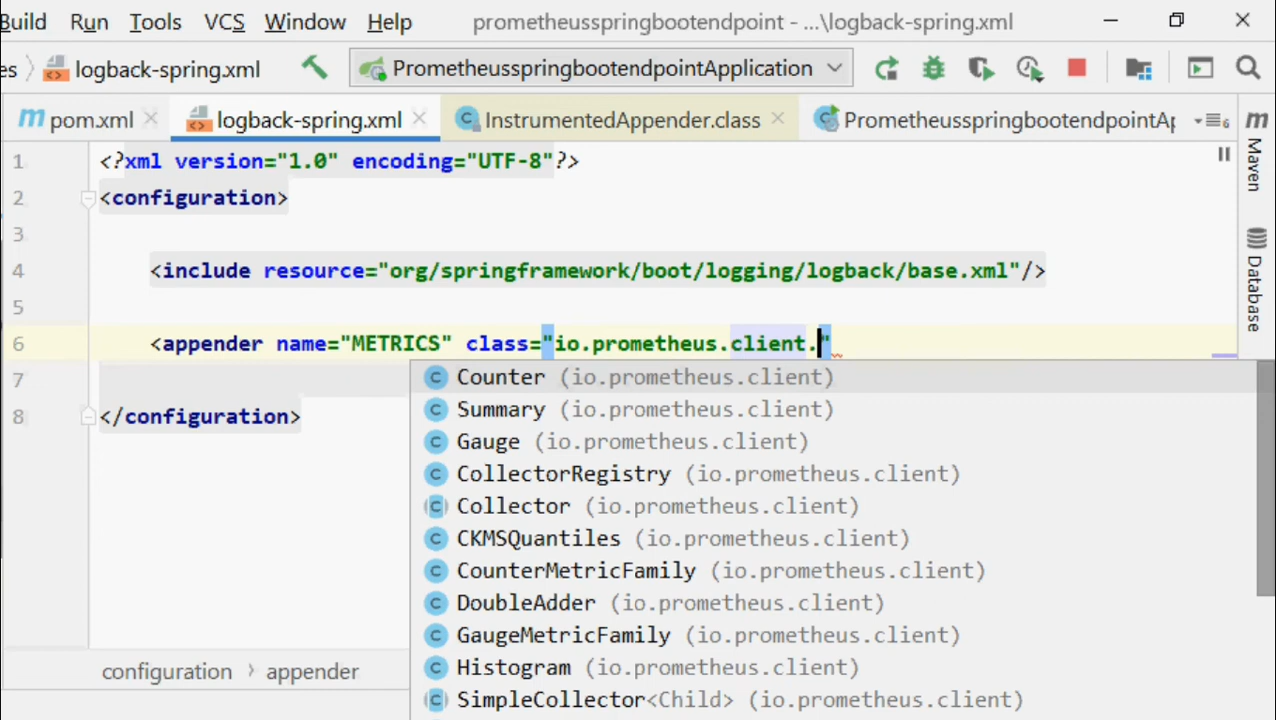 Build Run Tools VCS Window Help prometheusspringbootendpoint - ...\logback-spring.xml
es logback-spring.xml PrometheusspringbootendpointApplication
m pom.xml logback-spring.xml InstrumentedAppender.class PrometheusspringbootendpointAp 6 m
1 <?xml version="1.0" encoding="UTF-8"?>
2 <configuration>
3
4 <include resource="org/springframework/boot/logging/logback/base.xml"/>
5
6 <appender name="METRICS" class="io.prometheus.client."
7
8 </configuration>
C Counter (io.prometheus.client)
C Summary (io.prometheus.client)
C Gauge (io.prometheus.client)
C CollectorRegistry (io.prometheus.client)
C Collector (io.prometheus.client)
C CKMSQuantiles (io.prometheus.client)
C CounterMetricFamily (io.prometheus.client)
C DoubleAdder (io.prometheus.client)
C GaugeMetricFamily (io.prometheus.client)
C Histogram (io.prometheus.client)
C SimpleCollector<Child> (io.prometheus.client)
configuration appender
Maven
Database